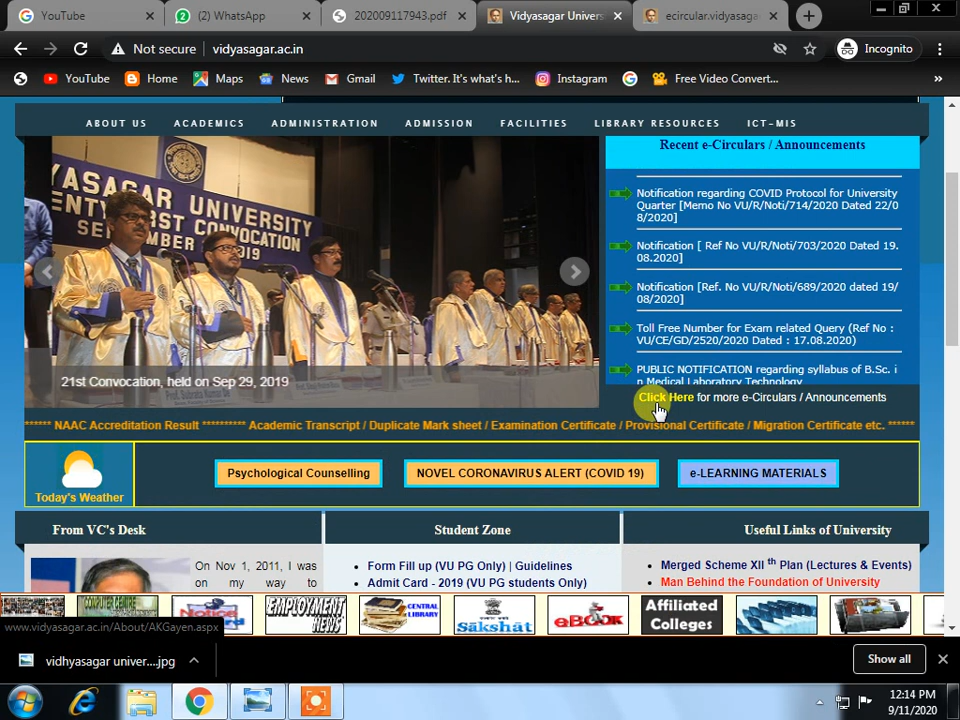 YouTube
(2) WhatsApp
202009117943.pdf
Vidyasagar Univers
ecircular.vidyasaga
Not secure
vidyasagar.ac.in
Incognito
YouTube
Home
Maps
News
Gmail
Twitter. It's what's h...
Instagram
Free Video Convert...
»
ABOUT US
ACADEMICS
ADMINISTRATION
ADMISSION
FACILITIES
LIBRARY RESOURCES
ICT-MIS
YASAGAR UNIVERSITY
ENTY-FIRST CONVOCATION
SEPTEMBER
2019
21st Convocation, held on Sep 29, 2019
Recent e-Circulars / Announcements
Notification regarding COVID Protocol for University
Quarter [Memo No VU/R/Noti/714/2020 Dated 22/0
8/2020]
Notification [ Ref No VU/R/Noti/703/2020 Dated 19.
08.2020]
Notification [Ref. No VU/R/Noti/689/2020 dated 19/
08/2020]
Toll Free Number for Exam related Query (Ref No :
VU/CE/GD/2520/2020 Dated : 17.08.2020)
PUBLIC NOTIFICATION regarding syllabus of B.Sc. i
n Medical Laboratory Technology
Click Here for more e-Circulars / Announcements
****** NAAC Accreditation Result ********** Academic Transcript / Duplicate Mark sheet / Examination Certificate / Provisional Certificate / Migration Certificate etc. ******
Today's Weather
Psychological Counselling
NOVEL CORONAVIRUS ALERT (COVID 19)
e-LEARNING MATERIALS
From VC's Desk
Student Zone
Useful Links of University
On Nov 1, 2011, I was
on my way to
Form Fill up (VU PG Only) | Guidelines
Admit Card - 2019 (VU PG students Only)
Merged Scheme XII th Plan (Lectures & Events)
Man Behind the Foundation of University
COMPUTER CENTRE
Notice
EMPLOYMENT
NEWS
CENTRAL
LIBRARY
Sākshāt
eBOOK
Affiliated
Colleges
www.vidyasagar.ac.in/About/AKGayen.aspx
vidhyasagar univer....jpg
Show all
12:14 PM
9/11/2020